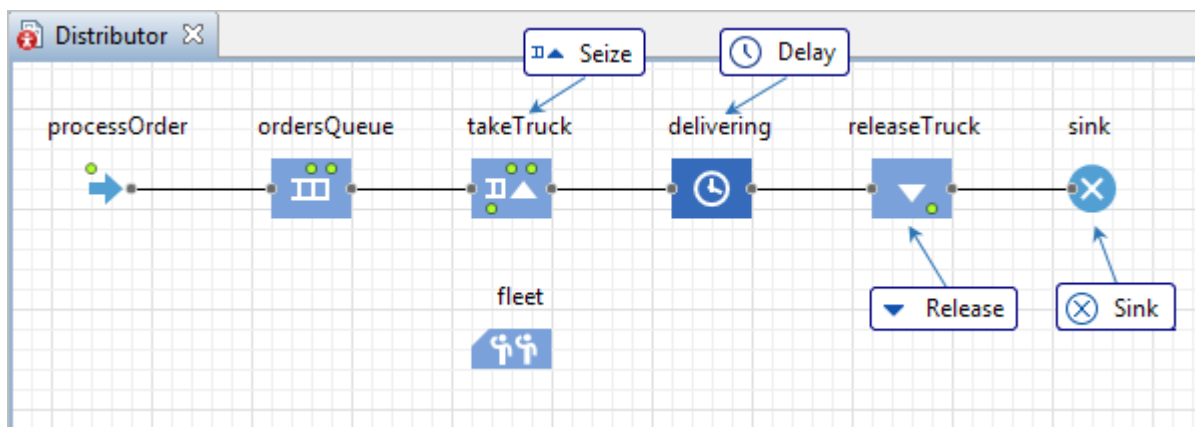 Distributor
Seize
Delay
processOrder
ordersQueue
takeTruck
delivering
releaseTruck
sink
fleet
Release
Sink